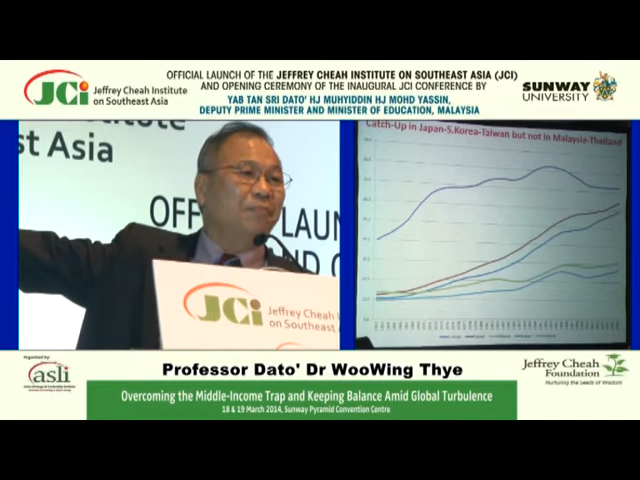 JCi Jeffrey Cheah Institute
on Southeast Asia
OFFICIAL LAUNCH OF THE JEFFREY CHEAH INSTITUTE ON SOUTHEAST ASIA (JCI)
AND OPENING CEREMONY OF THE INAUGURAL JCI CONFERENCE BY
YAB TAN SRI DATO' HJ MUHYIDDIN HJ MOHD YASSIN,
DEPUTY PRIME MINISTER AND MINISTER OF EDUCATION, MALAYSIA
SUNWAY
UNIVERSITY
st Asia
OFFI
LAUN
ND O
JCi Jeffrey Cheah Institute
on Southeast Asia
Catch-Up in Japan-S.Korea-Taiwan but not in Malaysia-Thailand
Organised by:
asli
Professor Dato' Dr WooWing Thye
Overcoming the Middle-Income Trap and Keeping Balance Amid Global Turbulence
18 & 19 March 2014, Sunway Pyramid Convention Centre
Jeffrey Cheah
Foundation
Nurturing the Seeds of Wisdom